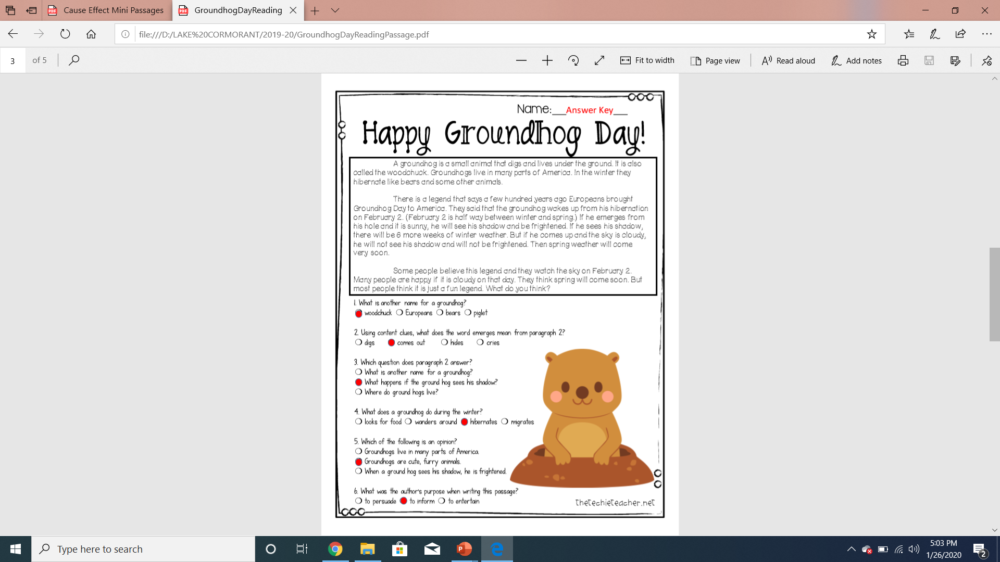 Cause Effect Mini Passages
GroundhogDayReading
file:///D:/LAKE%20CORMORANT/2019-20/GroundhogDayReadingPassage.pdf
3 of 5
Fit to width
Page view
Read aloud
Add notes
Name:___Answer Key___
Happy Groundhog Day!
A groundhog is a small animal that digs and lives under the ground. It is also
called the woodchuck. Groundhogs live in many parts of America. In the winter they
hibernate like bears and some other animals.
There is a legend that says a few hundred years ago Europeans brought
Groundhog Day to America. They said that the groundhog wakes up from his hibernation
on February 2. (February 2 is half way between winter and spring.) If he emerges from
his hole and it is sunny, he will see his shadow and be frightened. If he sees his shadow,
there will be 6 more weeks of winter weather. But if he comes up and the sky is cloudy,
he will not see his shadow and will not be frightened. Then spring weather will come
very soon.
Some people believe this legend and they watch the sky on February 2.
Many people are happy if it is cloudy on that day. They think spring will come soon. But
most people think it is just a fun legend. What do you think?
1. What is another name for a groundhog?
woodchuck Europeans bears piglet
2. Using content clues, what does the word emerges mean from paragraph 2?
digs comes out hides cries
3. Which question does paragraph 2 answer?
What is another name for a groundhog?
What happens if the ground hog sees his shadow?
Where do ground hogs live?
4. What does a groundhog do during the winter?
looks for food wanders around hibernates migrates
5. Which of the following is an opinion?
Groundhogs live in many parts of America.
Groundhogs are cute, furry animals.
When a ground hog sees his shadow, he is frightened.
6. What was the author's purpose when writing this passage?
to persuade to inform to entertain
thetechieteacher.net
Type here to search
5:03 PM
1/26/2020
2